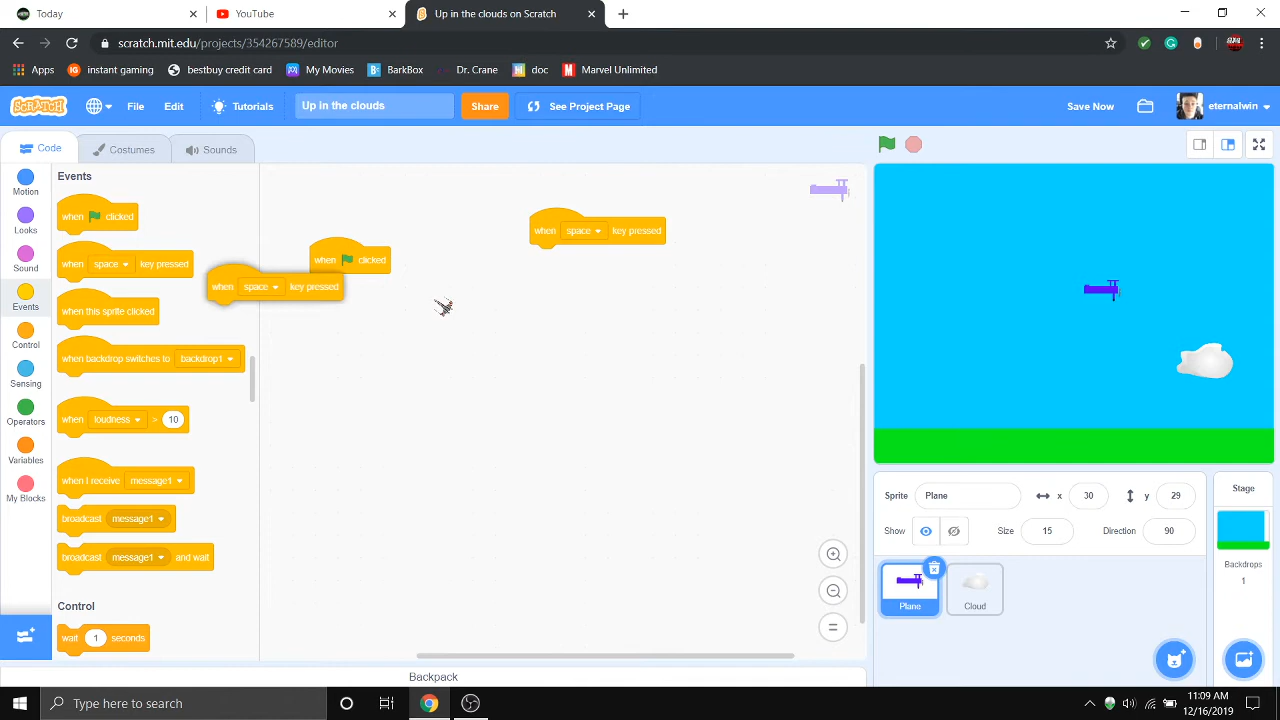 Today
YouTube
Up in the clouds on Scratch
scratch.mit.edu/projects/354267589/editor
Apps
instant gaming
bestbuy credit card
My Movies
BarkBox
Dr. Crane
doc
Marvel Unlimited
SCRATCH
File
Edit
Tutorials
Up in the clouds
Share
See Project Page
Save Now
eternalwin
Code
Costumes
Sounds
Motion
Looks
Sound
Events
Control
Sensing
Operators
Variables
My Blocks
Events
when clicked
when space key pressed
when this sprite clicked
when backdrop switches to backdrop1
when loudness > 10
when I receive message1
broadcast message1
broadcast message1 and wait
Control
wait 1 seconds
when clicked
when space key pressed
when space key pressed
Sprite Plane x 30 y 29
Show Size 15 Direction 90
Plane
Cloud
Stage
Backdrops
1
Backpack
Type here to search
11:09 AM
12/16/2019